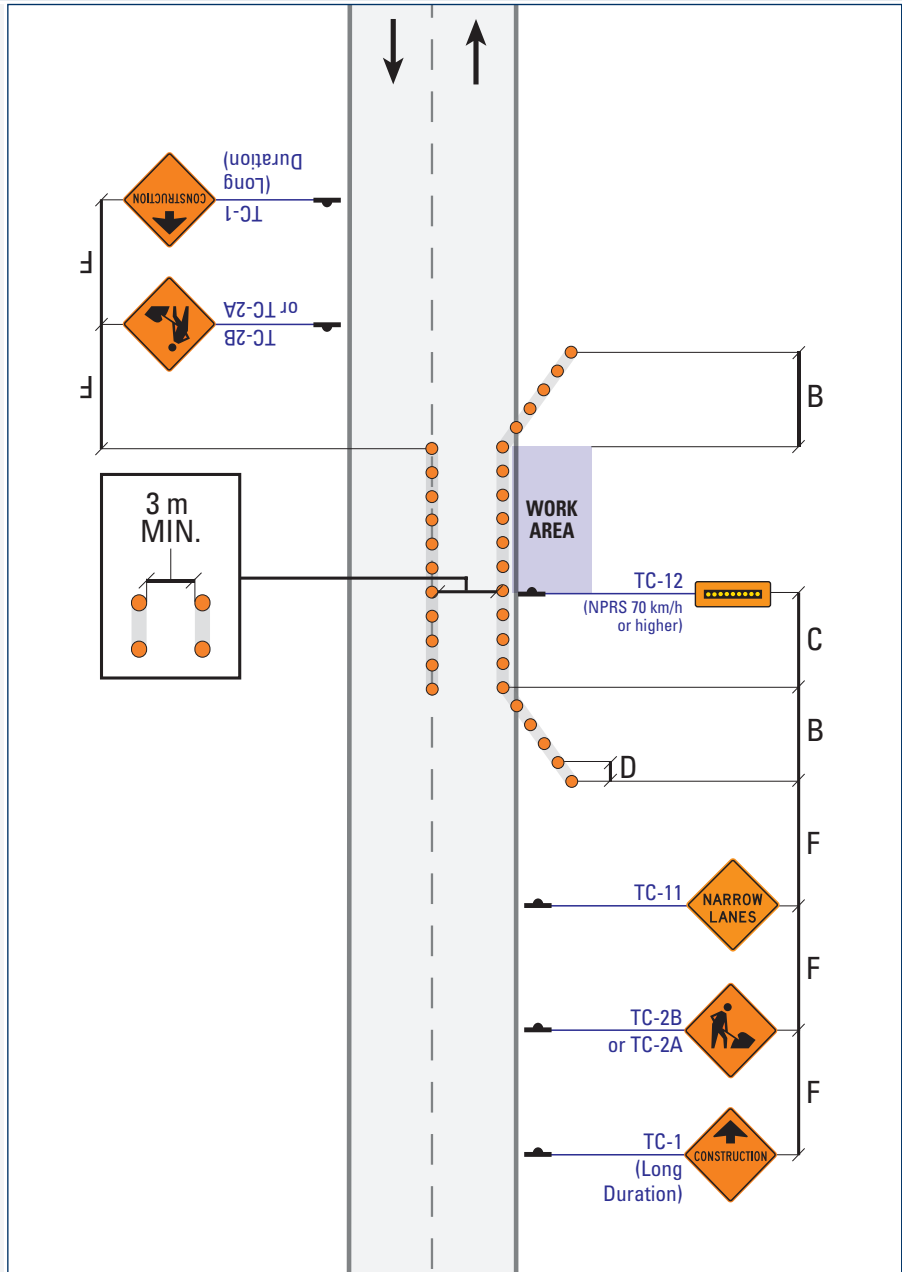 CONSTRUCTION
TC-1
(Long
Duration)
F
TC-2B
or TC-2A
F
B
3 m
MIN.
WORK
AREA
TC-12
(NPRS 70 km/h
or higher)
C
B
D
F
TC-11
NARROW
LANES
F
TC-2B
or TC-2A
F
TC-1
(Long
Duration)
CONSTRUCTION